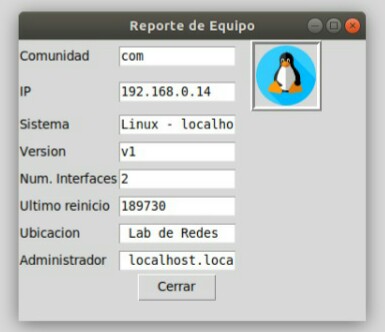 Reporte de Equipo
Comunidad com
IP 192.168.0.14
Sistema Linux - localho
Version v1
Num. Interfaces 2
Ultimo reinicio 189730
Ubicacion Lab de Redes
Administrador localhost.loca
Cerrar